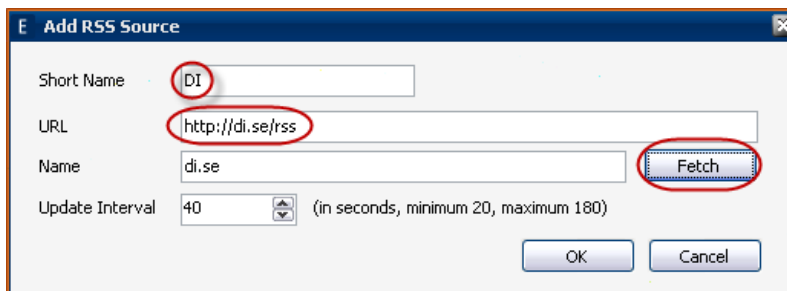 E Add RSS Source
Short Name DI
URL http://di.se/rss
Name di.se Fetch
Update Interval 40 (in seconds, minimum 20, maximum 180)
OK Cancel